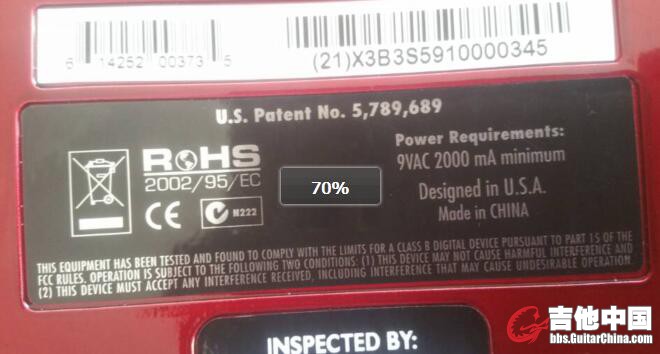 6 14252 00373 5
(21)X3B3S5910000345
U.S. Patent No. 5,789,689
RoHS
2002/95/EC
CE
N222
Power Requirements:
9VAC 2000 mA minimum
Designed in U.S.A.
Made in CHINA
70%
THIS EQUIPMENT HAS BEEN TESTED AND FOUND TO COMPLY WITH THE LIMITS FOR A CLASS B DIGITAL DEVICE PURSUANT TO PART 15 OF THE
FCC RULES. OPERATION IS SUBJECT TO THE FOLLOWING TWO CONDITIONS: (1) THIS DEVICE MAY NOT CAUSE HARMFUL INTERFERENCE AND
(2) THIS DEVICE MUST ACCEPT ANY INTERFERENCE RECEIVED, INCLUDING INTERFERENCE THAT MAY CAUSE UNDESIRABLE OPERATION.
INSPECTED BY:
吉他中国
bbs.GuitarChina.com